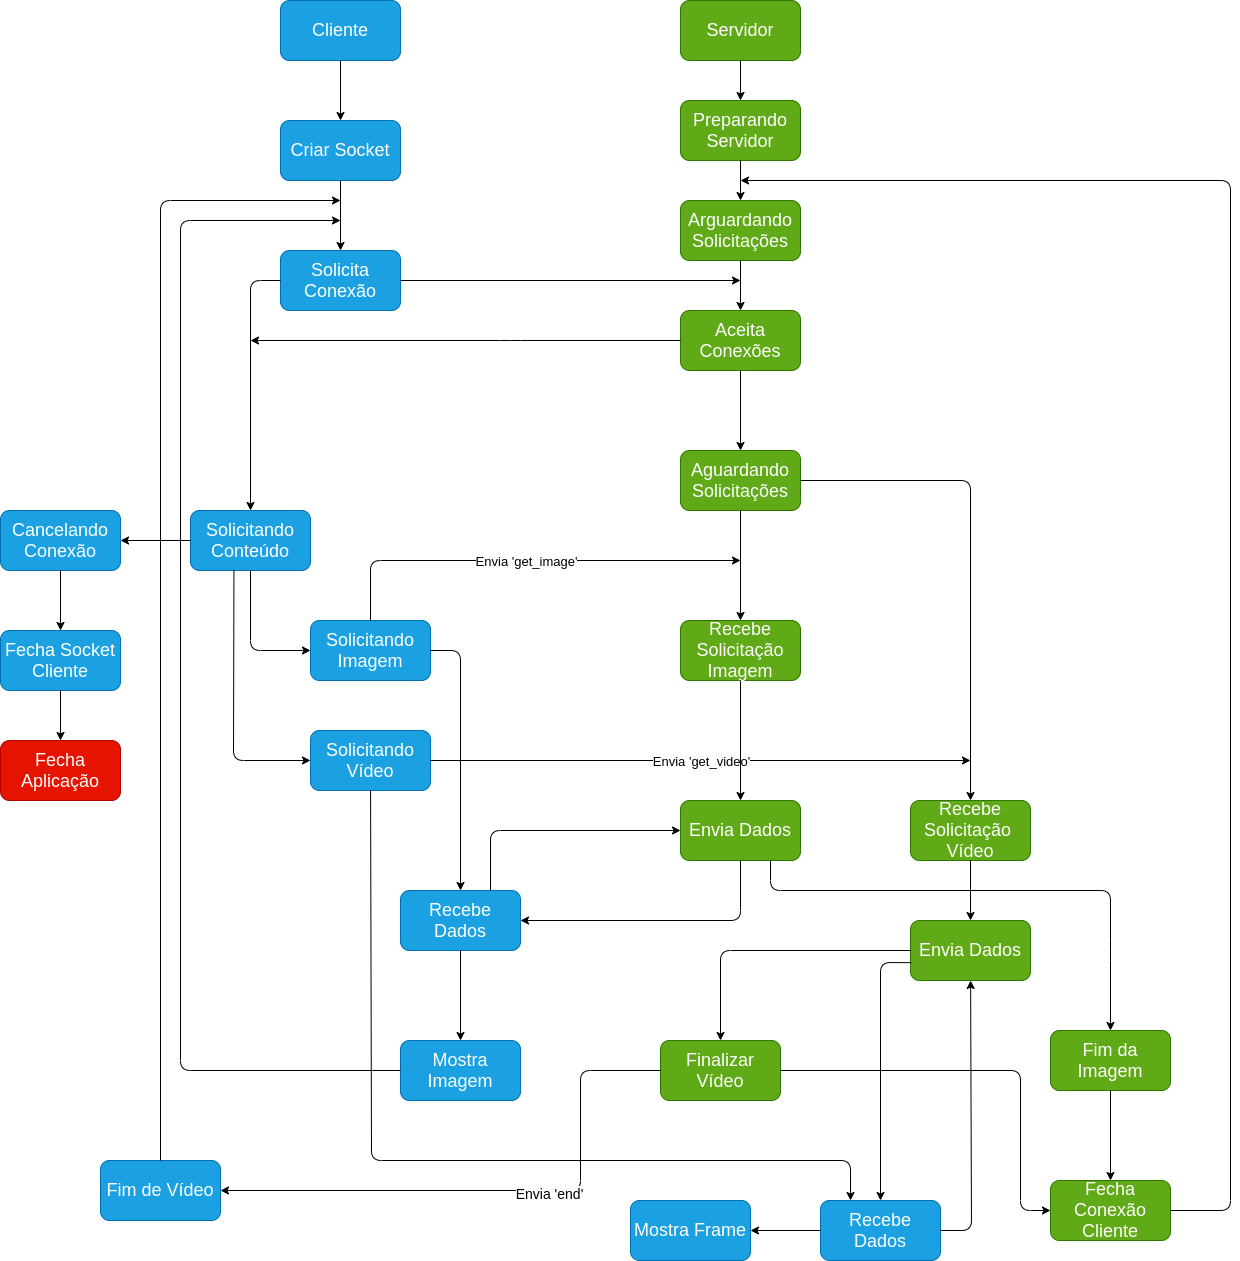 Cliente
Servidor
Criar Socket
Preparando
Servidor
Arguardando
Solicitações
Solicita
Conexão
Aceita
Conexões
Aguardando
Solicitações
Cancelando
Conexão
Solicitando
Conteúdo
Envia 'get_image'
Fecha Socket
Cliente
Solicitando
Imagem
Recebe
Solicitação
Imagem
Fecha
Aplicação
Solicitando
Vídeo
Envia 'get_video'
Envia Dados
Recebe
Solicitação
Vídeo
Recebe
Dados
Envia Dados
Mostra
Imagem
Finalizar
Vídeo
Fim da
Imagem
Fim de Vídeo
Envia 'end'
Mostra Frame
Recebe
Dados
Fecha
Conexão
Cliente